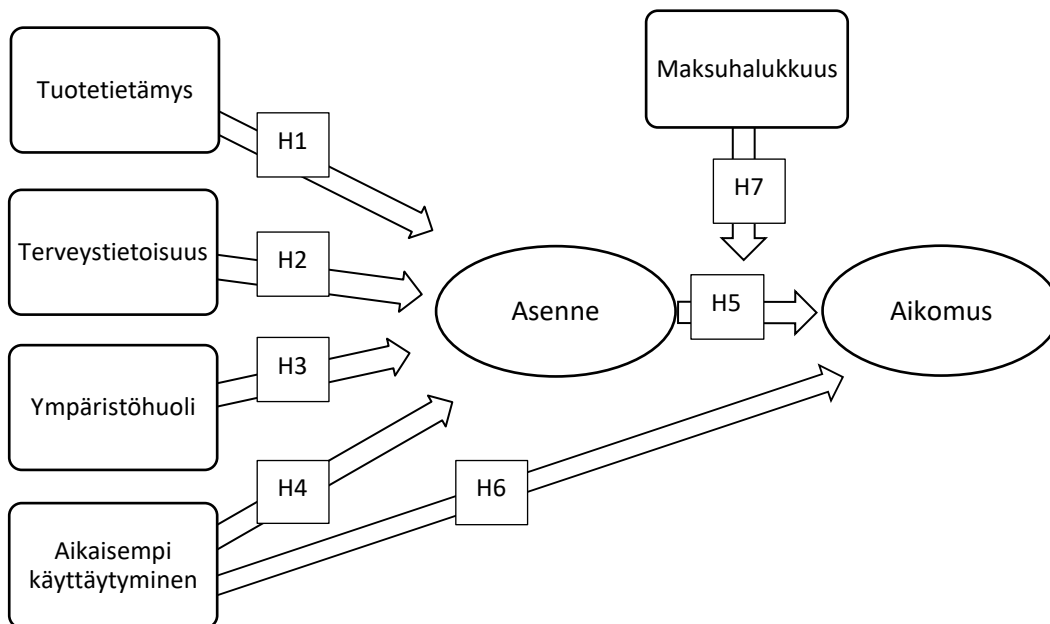 Tuotetietämys
Maksuhalukkuus
H1
H7
Terveystietoisuus
H2
Asenne
H5
Aikomus
H3
Ympäristöhuoli
H4
H6
Aikaisempi
käyttäytyminen